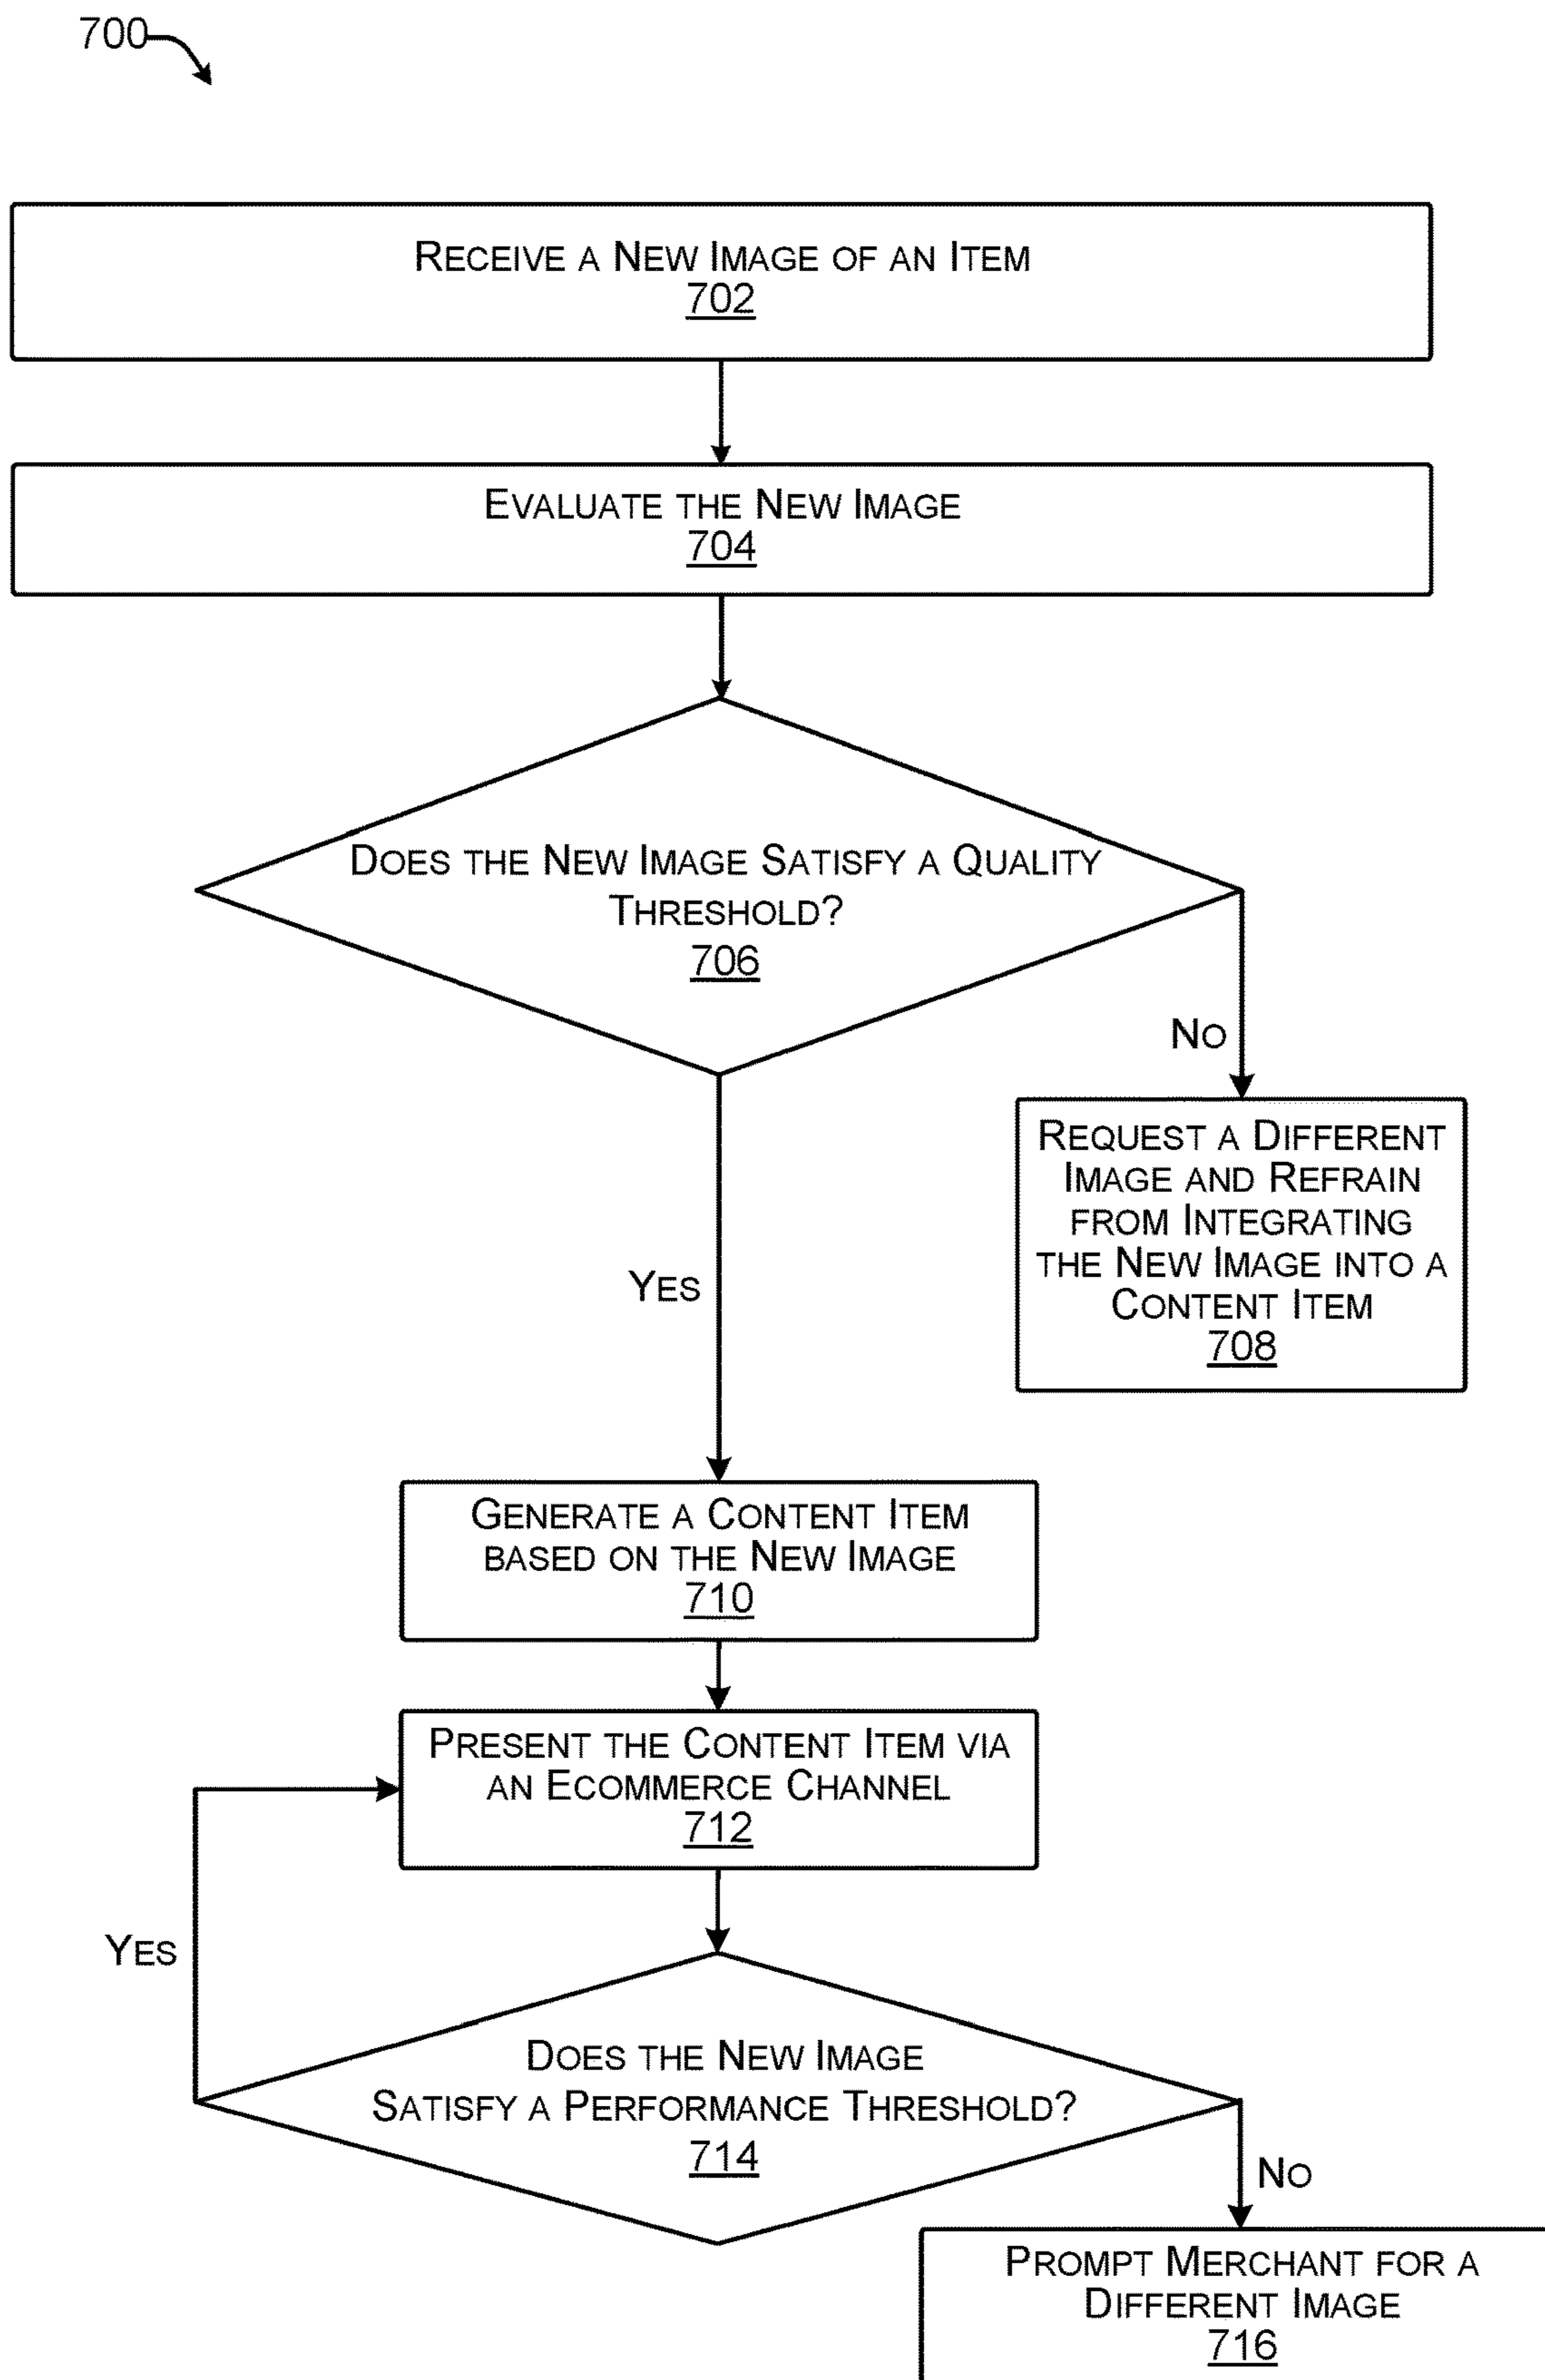 700
RECEIVE A NEW IMAGE OF AN ITEM
702
EVALUATE THE NEW IMAGE
704
DOES THE NEW IMAGE SATISFY A QUALITY
THRESHOLD?
706
NO
REQUEST A DIFFERENT
IMAGE AND REFRAIN
FROM INTEGRATING
THE NEW IMAGE INTO A
CONTENT ITEM
708
YES
GENERATE A CONTENT ITEM
BASED ON THE NEW IMAGE
710
PRESENT THE CONTENT ITEM VIA
AN ECOMMERCE CHANNEL
712
YES
DOES THE NEW IMAGE
SATISFY A PERFORMANCE THRESHOLD?
714
NO
PROMPT MERCHANT FOR A
DIFFERENT IMAGE
716